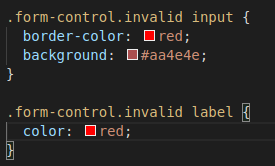 .form-control.invalid input {
  border-color: red;
  background: #aa4e4e;
}

.form-control.invalid label {
  color: red;
}